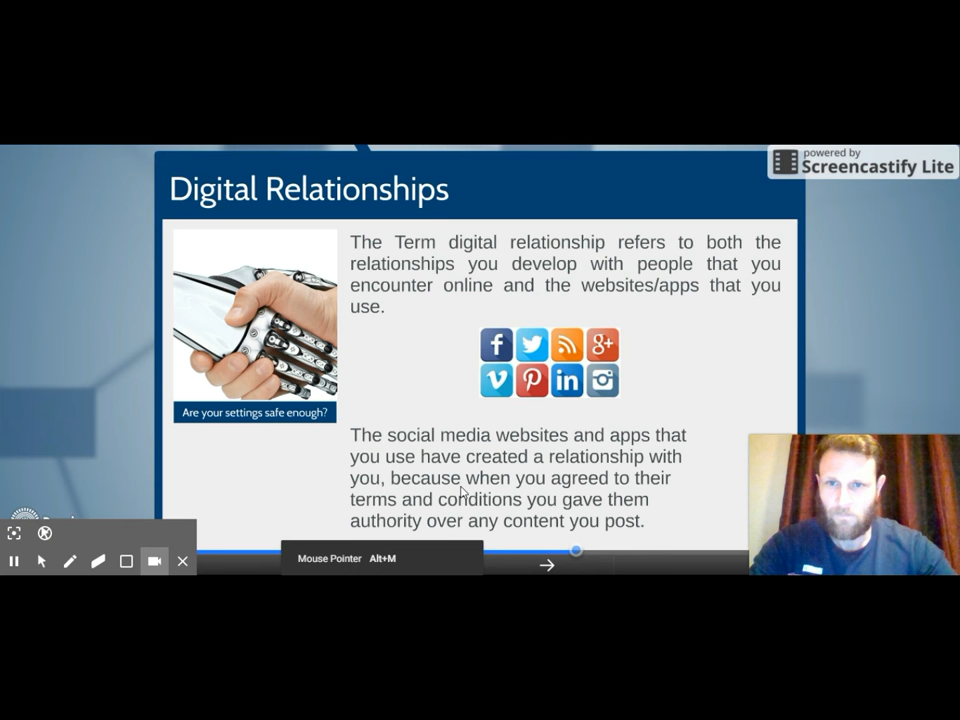 powered by
Screencastify Lite
Digital Relationships
The Term digital relationship refers to both the
relationships you develop with people that you
encounter online and the websites/apps that you
use.
f
g+
v
p
in
Are your settings safe enough?
The social media websites and apps that
you use have created a relationship with
you, because when you agreed to their
terms and conditions you gave them
authority over any content you post.
Mouse Pointer Alt+M